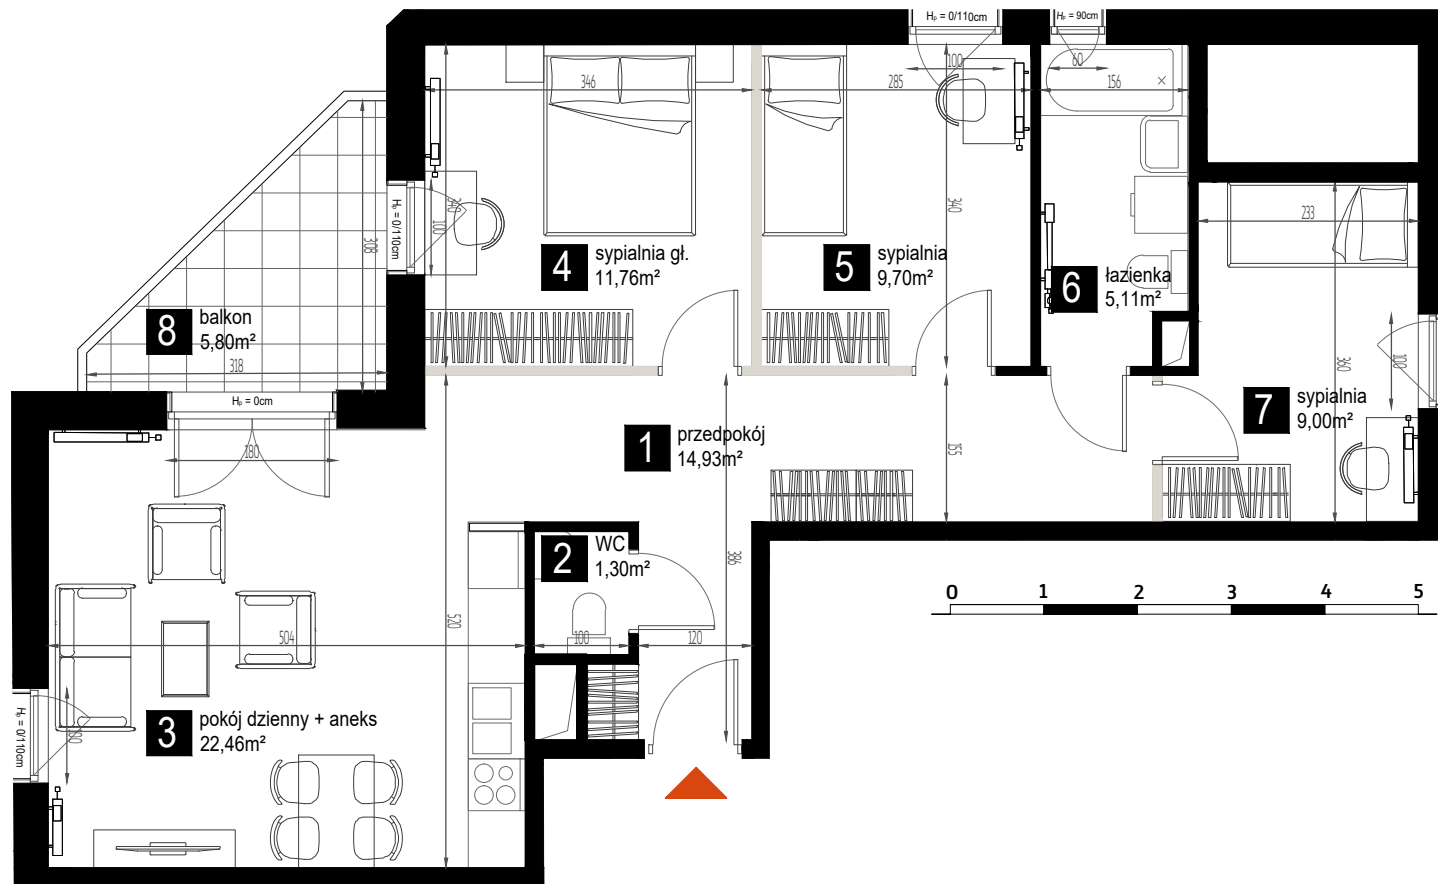 Hₚ = 0/110cm
Hₚ = 90cm
100
60
346
285
156
340
100
Hₚ = 0/110cm
308
340
233
4
sypialnia gł.
11,76m²
5
sypialnia
9,70m²
6
łazienka
5,11m²
8
balkon
5,80m²
318
Hₚ = 0cm
360
100
7
sypialnia
9,00m²
1
przedpokój
14,93m²
155
180
2
WC
1,30m²
386
520
504
100
120
0 1 2 3 4 5
3
pokój dzienny + aneks
22,46m²
Hₚ = 0/110cm
100